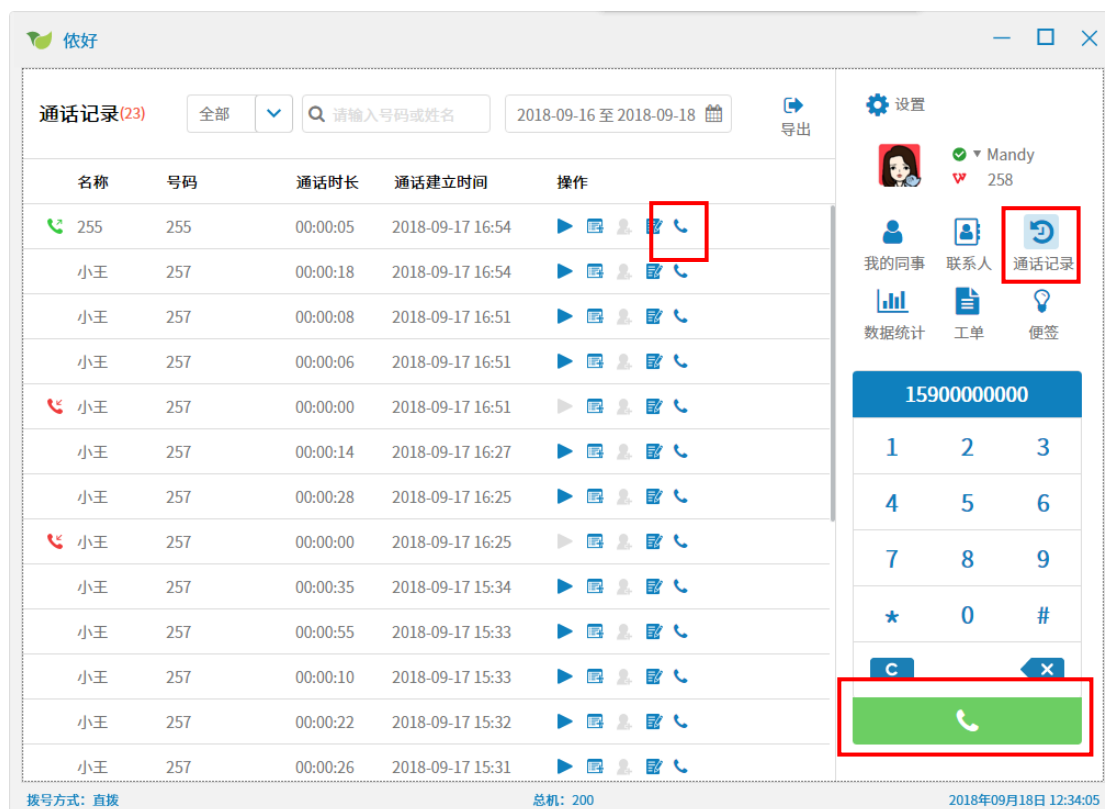 侬好
通话记录(23) 全部 请输入号码或姓名 2018-09-16 至 2018-09-18 导出
名称 号码 通话时长 通话建立时间 操作
255 255 00:00:05 2018-09-17 16:54
小王 257 00:00:18 2018-09-17 16:54
小王 257 00:00:08 2018-09-17 16:51
小王 257 00:00:06 2018-09-17 16:51
小王 257 00:00:00 2018-09-17 16:51
小王 257 00:00:14 2018-09-17 16:27
小王 257 00:00:28 2018-09-17 16:25
小王 257 00:00:00 2018-09-17 16:25
小王 257 00:00:35 2018-09-17 15:34
小王 257 00:00:55 2018-09-17 15:33
小王 257 00:00:10 2018-09-17 15:33
小王 257 00:00:22 2018-09-17 15:32
小王 257 00:00:26 2018-09-17 15:31
设置
Mandy
258
我的同事 联系人 通话记录
数据统计 工单 便签
15900000000
1 2 3
4 5 6
7 8 9
* 0 #
C
拨号方式：直拨 总机：200 2018年09月18日 12:34:05